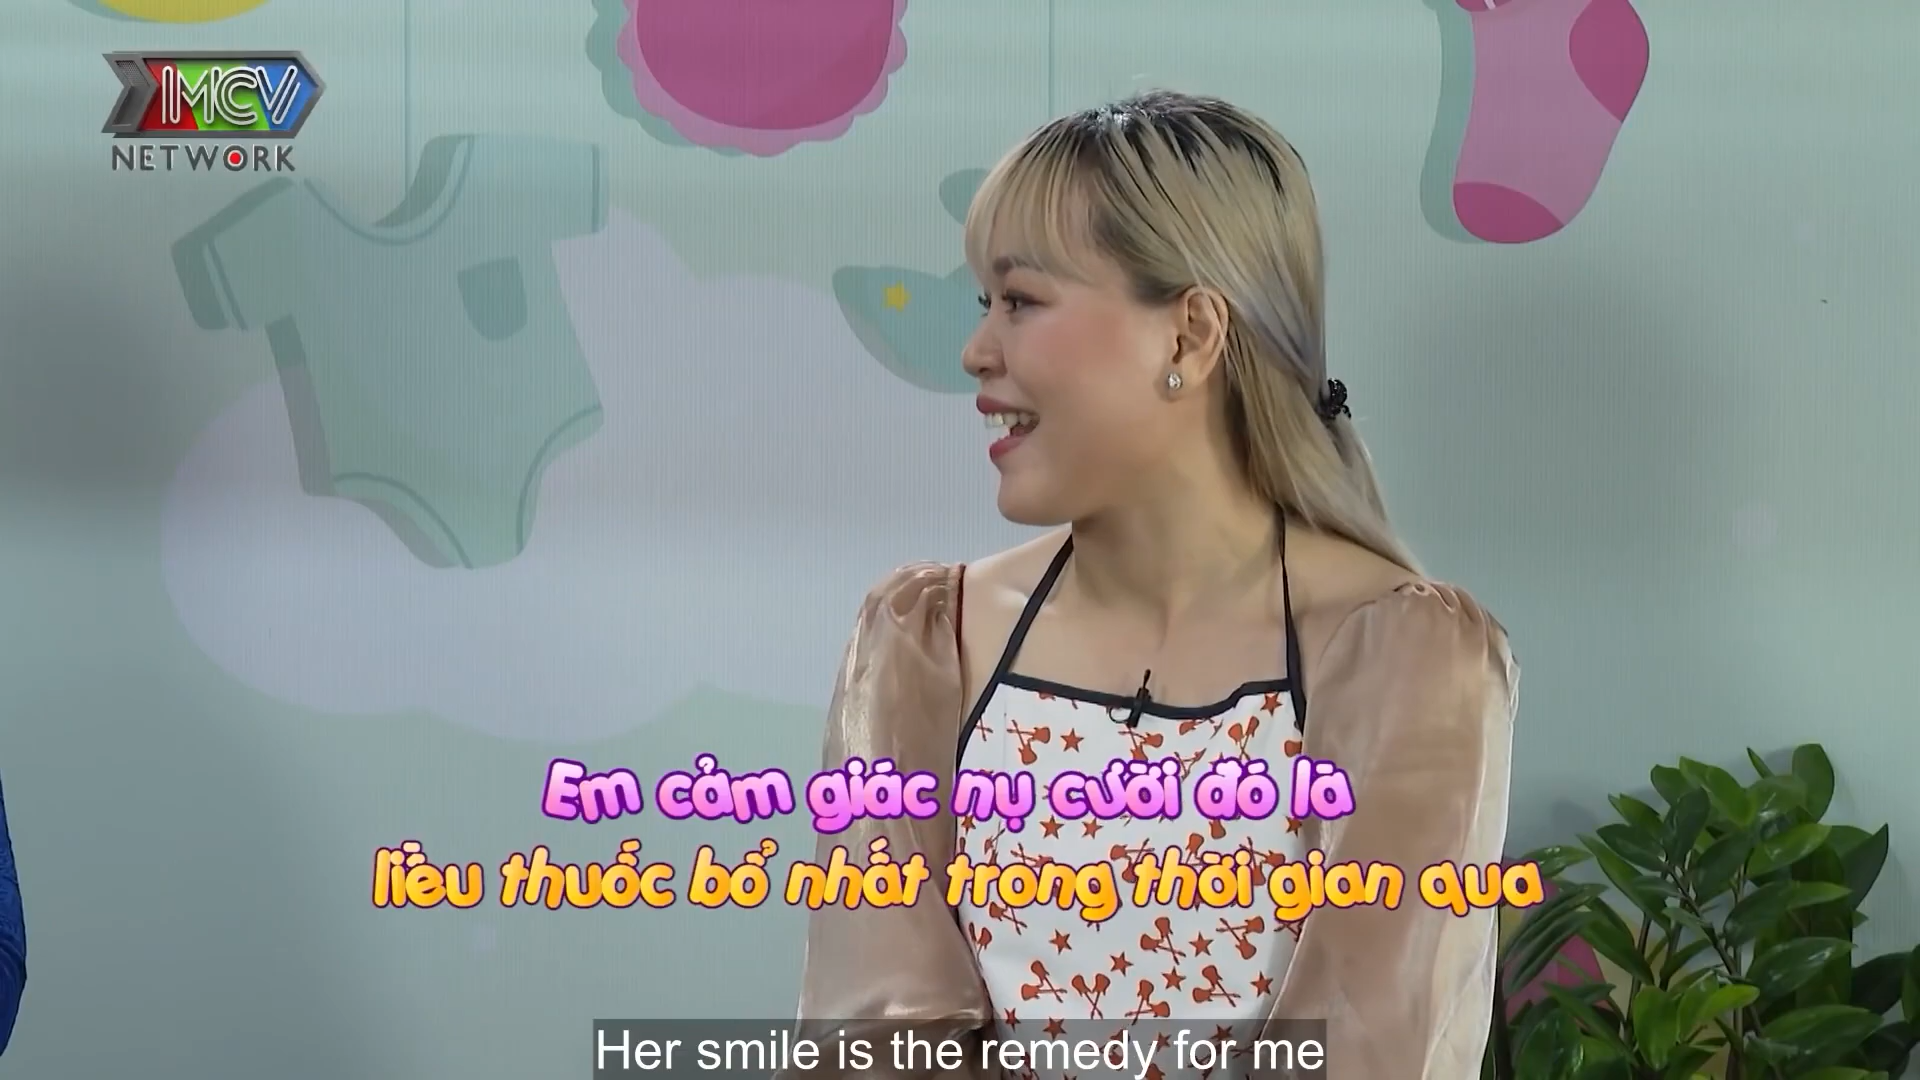 MCV
NETWORK
Em cảm giác nụ cười đó là
liều thuốc bổ nhất trong thời gian qua
Her smile is the remedy for me